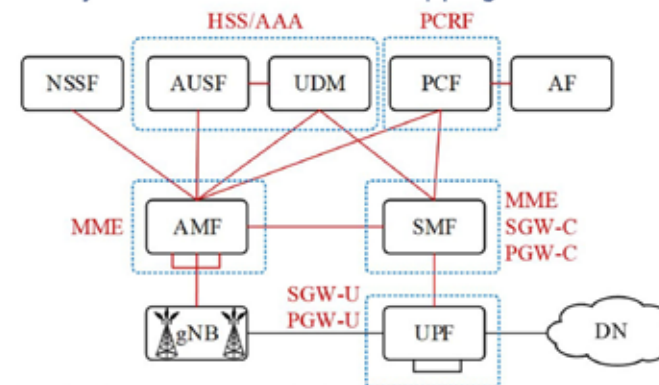 HSS/AAA
PCRF
NSSF
AUSF
UDM
PCF
AF
MME
AMF
SMF
MME
SGW-C
PGW-C
SGW-U
PGW-U
gNB
UPF
DN